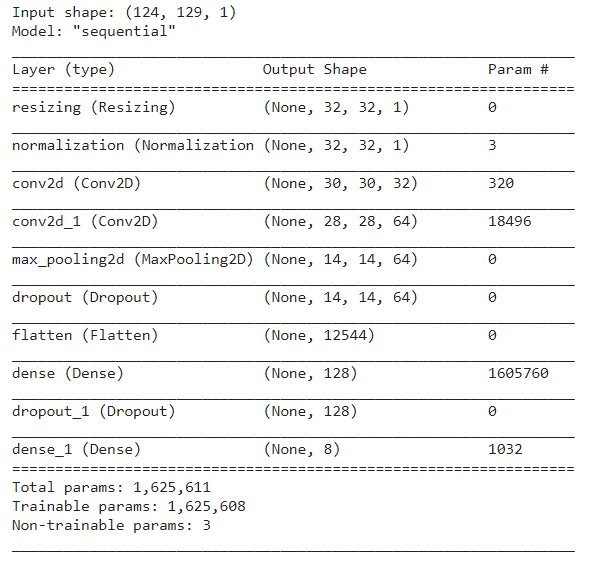 Input shape: (124, 129, 1)
Model: "sequential"
_________________________________________________________________
Layer (type)                 Output Shape              Param #
=================================================================
resizing (Resizing)          (None, 32, 32, 1)         0
_________________________________________________________________
normalization (Normalization (None, 32, 32, 1)         3
_________________________________________________________________
conv2d (Conv2D)              (None, 30, 30, 32)        320
_________________________________________________________________
conv2d_1 (Conv2D)            (None, 28, 28, 64)        18496
_________________________________________________________________
max_pooling2d (MaxPooling2D) (None, 14, 14, 64)        0
_________________________________________________________________
dropout (Dropout)            (None, 14, 14, 64)        0
_________________________________________________________________
flatten (Flatten)            (None, 12544)             0
_________________________________________________________________
dense (Dense)                (None, 128)               1605760
_________________________________________________________________
dropout_1 (Dropout)          (None, 128)               0
_________________________________________________________________
dense_1 (Dense)              (None, 8)                 1032
=================================================================
Total params: 1,625,611
Trainable params: 1,625,608
Non-trainable params: 3
_________________________________________________________________